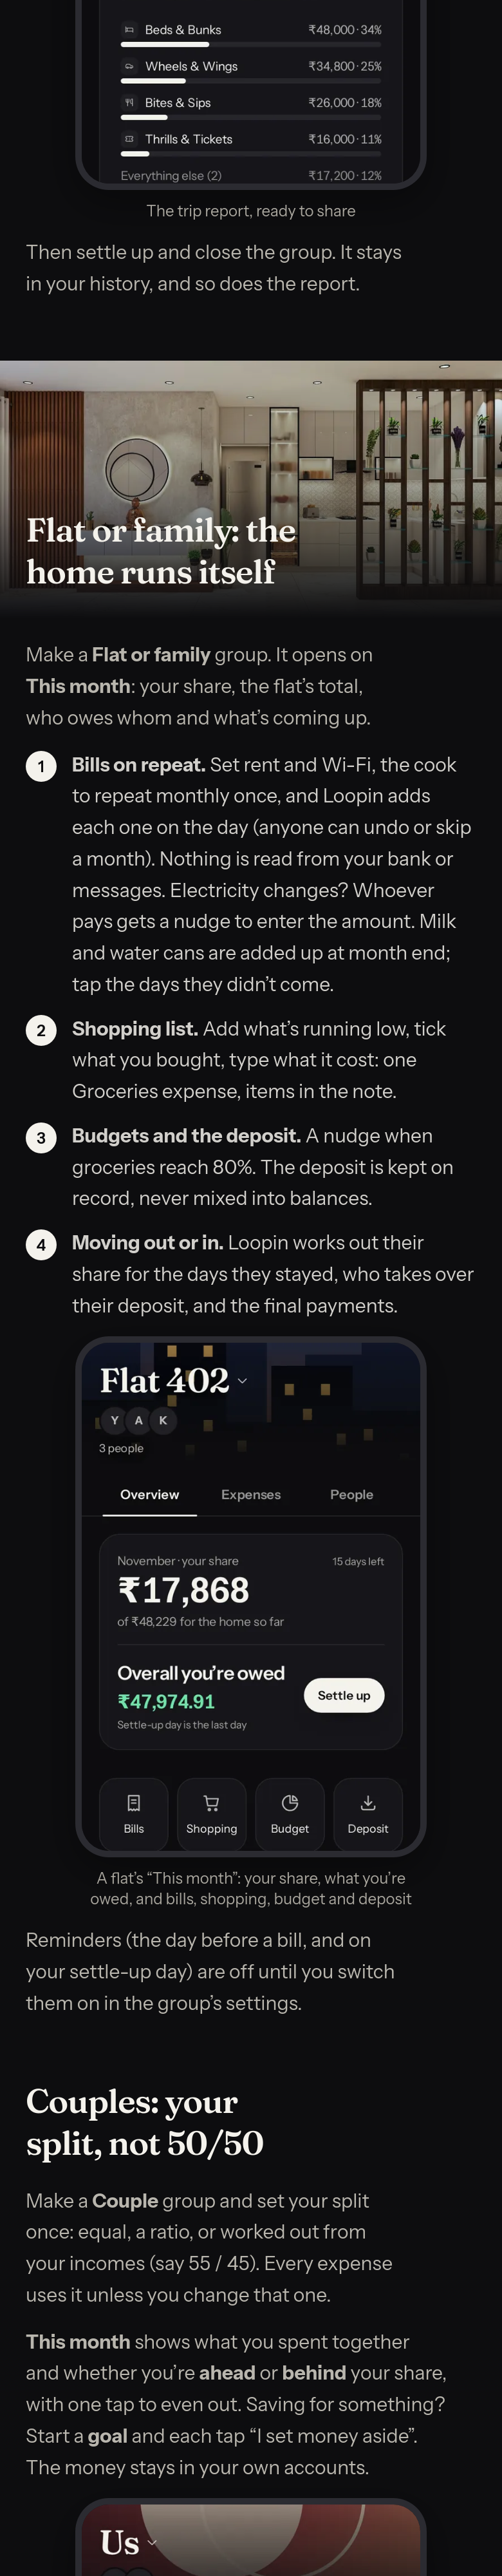 Beds & Bunks ₹48,000 · 34%
Wheels & Wings ₹34,800 · 25%
Bites & Sips ₹26,000 · 18%
Thrills & Tickets ₹16,000 · 11%
Everything else (2) ₹17,200 · 12%
The trip report, ready to share
Then settle up and close the group. It stays
in your history, and so does the report.
Flat or family: the
home runs itself
Make a Flat or family group. It opens on
This month: your share, the flat’s total,
who owes whom and what’s coming up.
1 Bills on repeat. Set rent and Wi-Fi, the cook
to repeat monthly once, and Loopin adds
each one on the day (anyone can undo or skip
a month). Nothing is read from your bank or
messages. Electricity changes? Whoever
pays gets a nudge to enter the amount. Milk
and water cans are added up at month end;
tap the days they didn’t come.
2 Shopping list. Add what’s running low, tick
what you bought, type what it cost: one
Groceries expense, items in the note.
3 Budgets and the deposit. A nudge when
groceries reach 80%. The deposit is kept on
record, never mixed into balances.
4 Moving out or in. Loopin works out their
share for the days they stayed, who takes over
their deposit, and the final payments.
Flat 402
Y A K
3 people
Overview Expenses People
November · your share 15 days left
₹17,868
of ₹48,229 for the home so far
Overall you’re owed
₹47,974.91
Settle up
Settle-up day is the last day
Bills Shopping Budget Deposit
A flat’s “This month”: your share, what you’re
owed, and bills, shopping, budget and deposit
Reminders (the day before a bill, and on
your settle-up day) are off until you switch
them on in the group’s settings.
Couples: your
split, not 50/50
Make a Couple group and set your split
once: equal, a ratio, or worked out from
your incomes (say 55 / 45). Every expense
uses it unless you change that one.
This month shows what you spent together
and whether you’re ahead or behind your share,
with one tap to even out. Saving for something?
Start a goal and each tap “I set money aside”.
The money stays in your own accounts.
Us